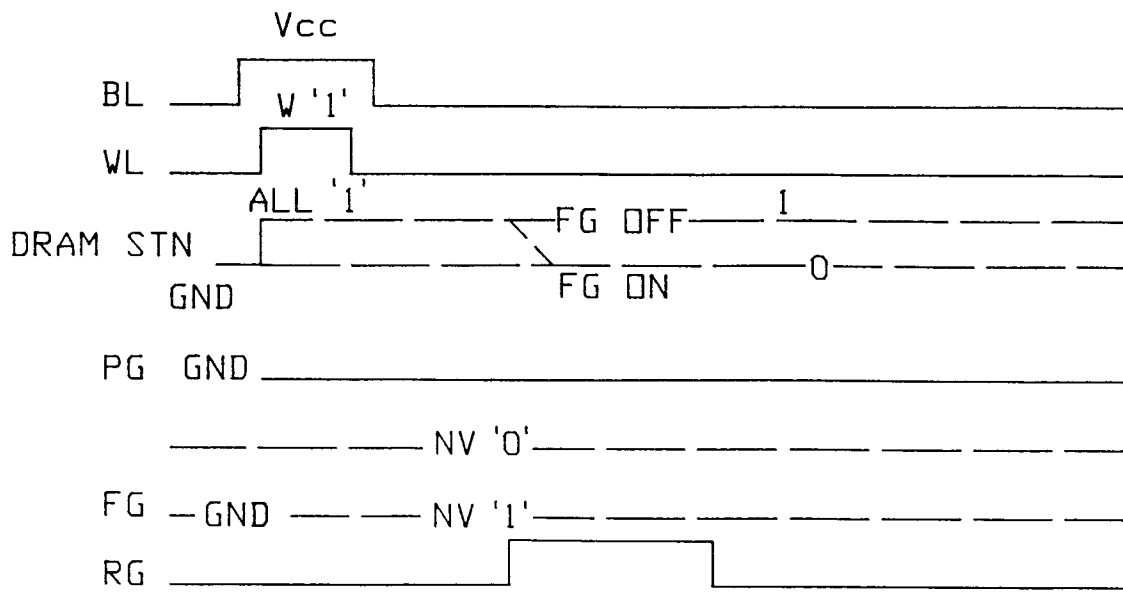 Vcc
BL
W '1'
WL
ALL '1'
FG OFF 1
DRAM STN
FG ON 0
GND
PG GND
NV '0'
FG GND NV '1'
RG